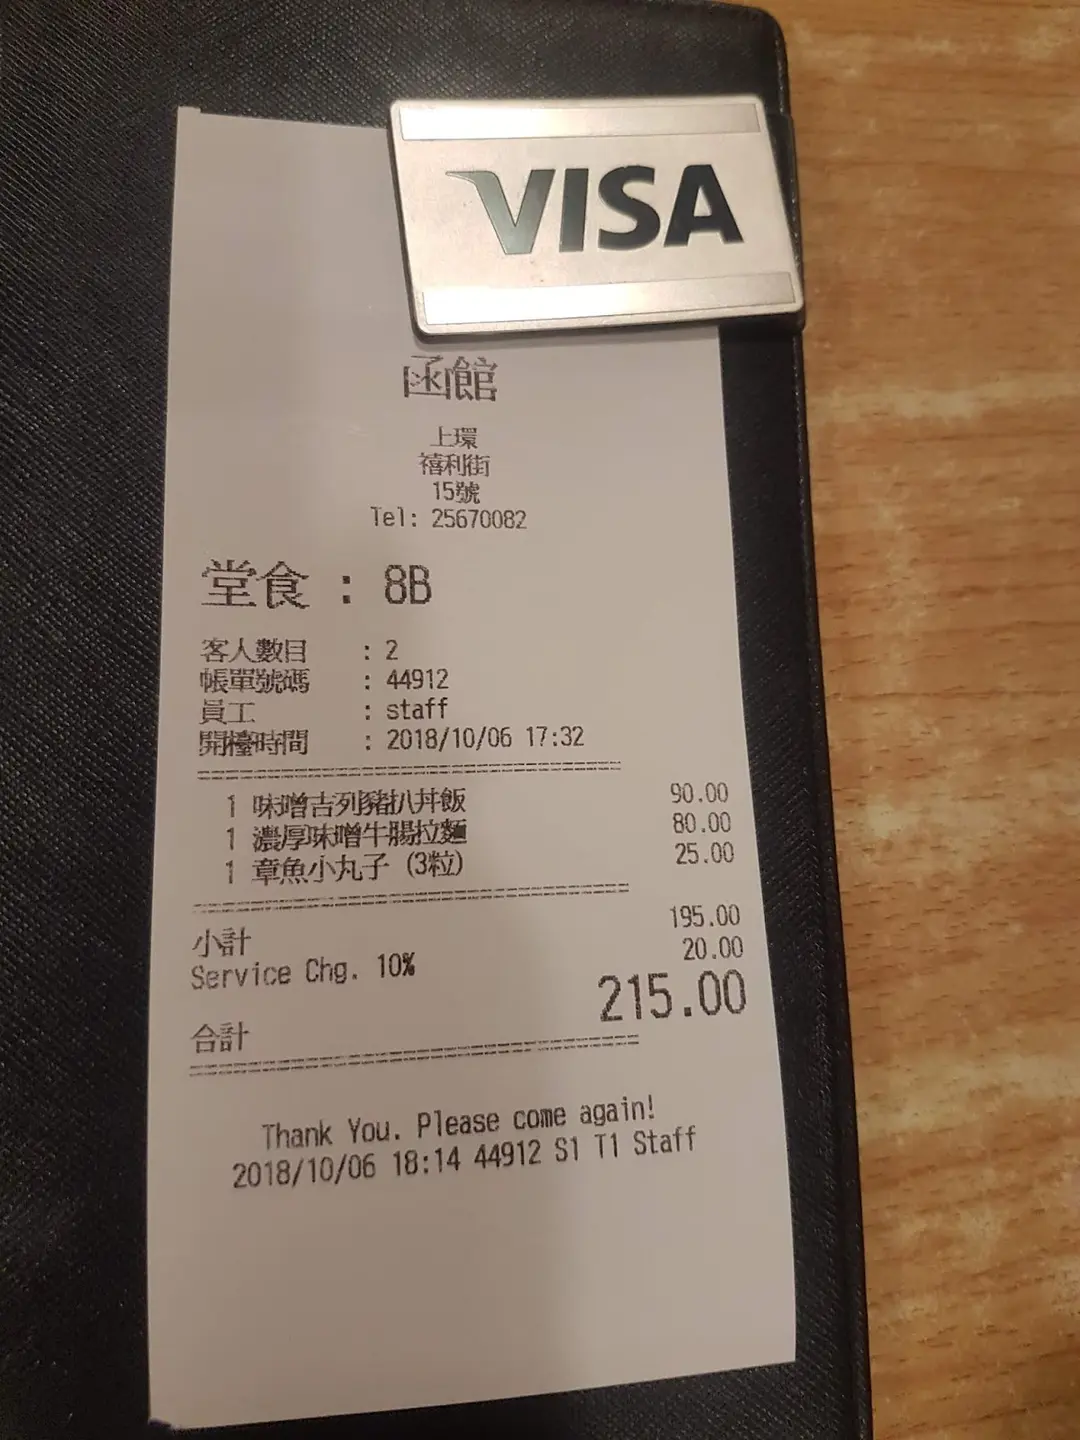 VISA
函館
上環
禧利街
15號
Tel: 25670082
堂食 : 8B
客人數目 : 2
帳單號碼 : 44912
員工 : staff
開檯時間 : 2018/10/06 17:32
1 味噌吉列豬扒丼飯 90.00
1 濃厚味噌牛腸拉麵 80.00
1 章魚小丸子 (3粒) 25.00
小計 195.00
Service Chg. 10% 20.00
合計 215.00
Thank You. Please come again!
2018/10/06 18:14 44912 S1 T1 Staff